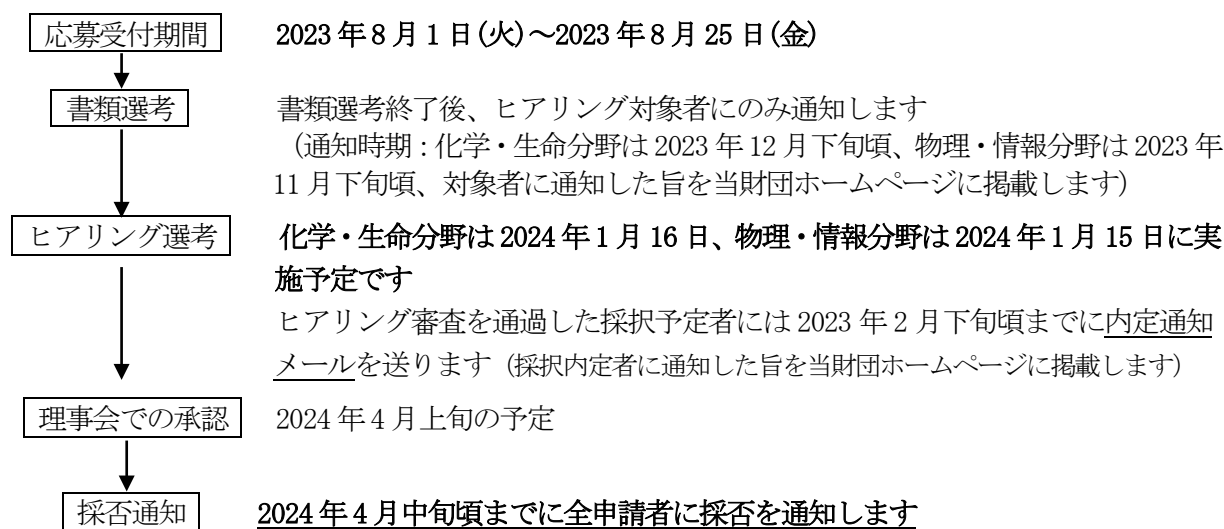 応募受付期間 2023年8月1日(火)～2023年8月25日(金)
書類選考 書類選考終了後、ヒアリング対象者にのみ通知します
（通知時期：化学・生命分野は2023年12月下旬頃、物理・情報分野は2023年
11月下旬頃、対象者に通知した旨を当財団ホームページに掲載します）
ヒアリング選考 化学・生命分野は2024年1月16日、物理・情報分野は2024年1月15日に実
施予定です
ヒアリング審査を通過した採択予定者には2023年2月下旬頃までに内定通知
メールを送ります（採択内定者に通知した旨を当財団ホームページに掲載します）
理事会での承認 2024年4月上旬の予定
採否通知 2024年4月中旬頃までに全申請者に採否を通知します